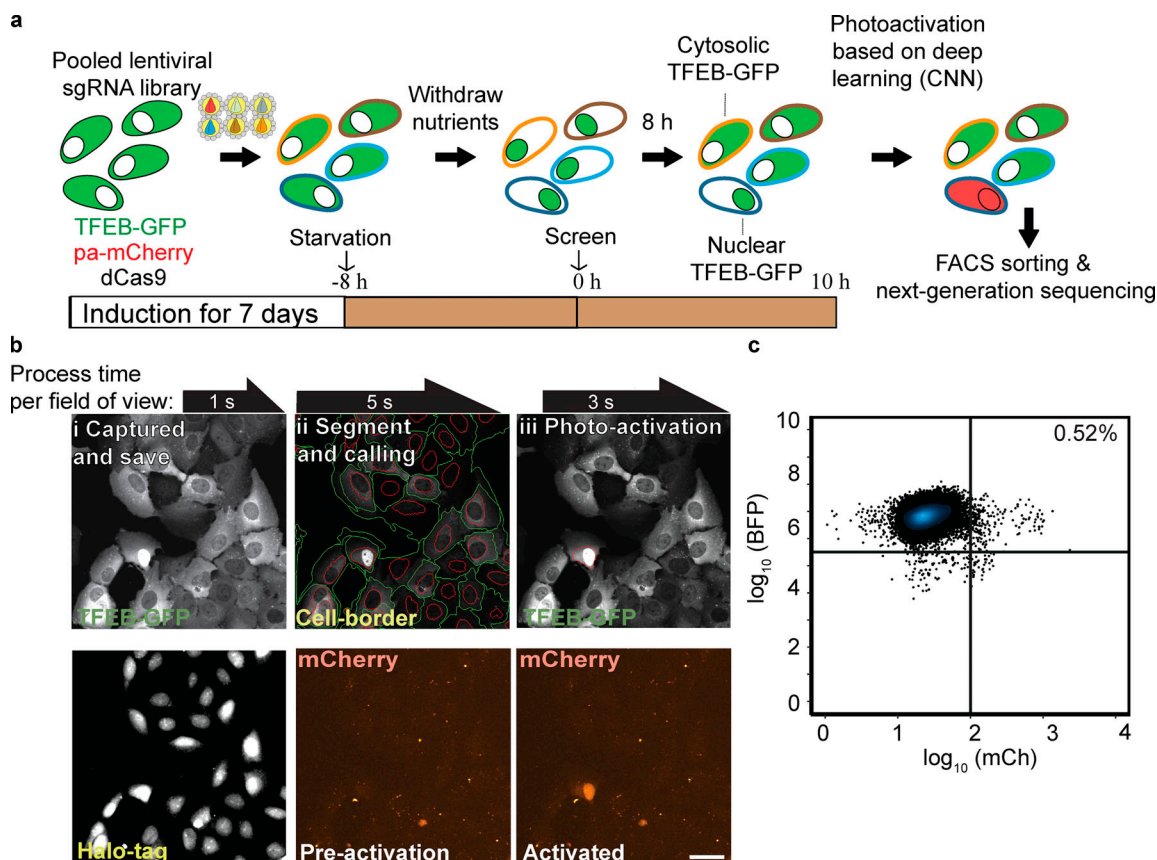 a
Pooled lentiviral
sgRNA library
TFEB-GFP
pa-mCherry
dCas9
Withdraw
nutrients
8 h
Cytosolic
TFEB-GFP
Nuclear
TFEB-GFP
Photoactivation
based on deep
learning (CNN)
FACS sorting &
next-generation sequencing
Starvation
Screen
-8 h
0 h
10 h
Induction for 7 days
b
Process time
per field of view:
1 s
5 s
3 s
i Captured
and save
TFEB-GFP
ii Segment
and calling
Cell-border
iii Photo-activation
TFEB-GFP
Halo-tag
mCherry
Pre-activation
mCherry
Activated
c
0.52%
log10 (BFP)
10
8
6
4
2
0
0
1
2
3
4
log10 (mCh)